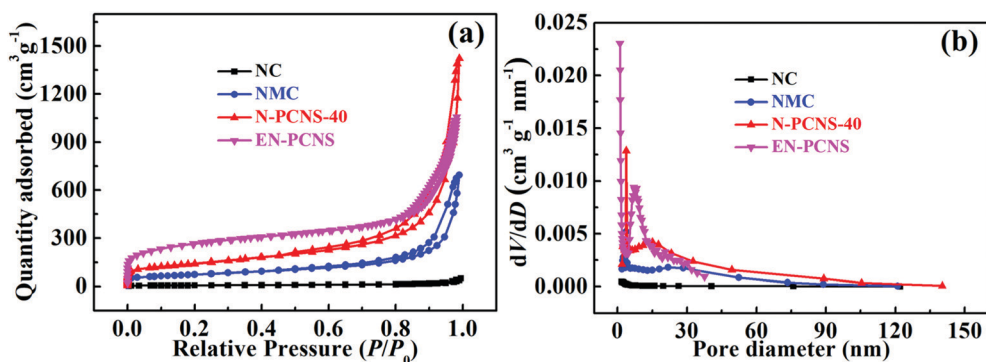 (a)
Quantity adsorbed (cm³ g⁻¹)
1500
1200
900
600
300
0
NC
NMC
N-PCNS-40
EN-PCNS
0.0 0.2 0.4 0.6 0.8 1.0
Relative Pressure (P/P₀)
(b)
dV/dD (cm³ g⁻¹ nm⁻¹)
0.025
0.020
0.015
0.010
0.005
0.000
NC
NMC
N-PCNS-40
EN-PCNS
0 30 60 90 120 150
Pore diameter (nm)